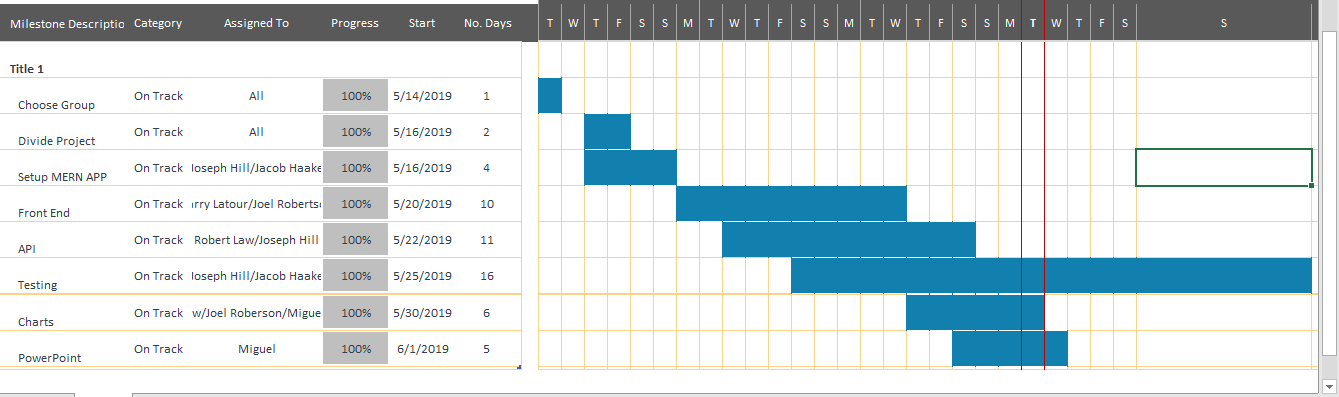 Milestone Descriptio Category Assigned To Progress Start No. Days T W T F S S M T W T F S S M T W T F S S M T W T F S S
Title 1
Choose Group On Track All 100% 5/14/2019 1
Divide Project On Track All 100% 5/16/2019 2
Setup MERN APP On Track Joseph Hill/Jacob Haake 100% 5/16/2019 4
Front End On Track arry Latour/Joel Robertso 100% 5/20/2019 10
API On Track Robert Law/Joseph Hill 100% 5/22/2019 11
Testing On Track Joseph Hill/Jacob Haake 100% 5/25/2019 16
Charts On Track w/Joel Roberson/Migue 100% 5/30/2019 6
PowerPoint On Track Miguel 100% 6/1/2019 5